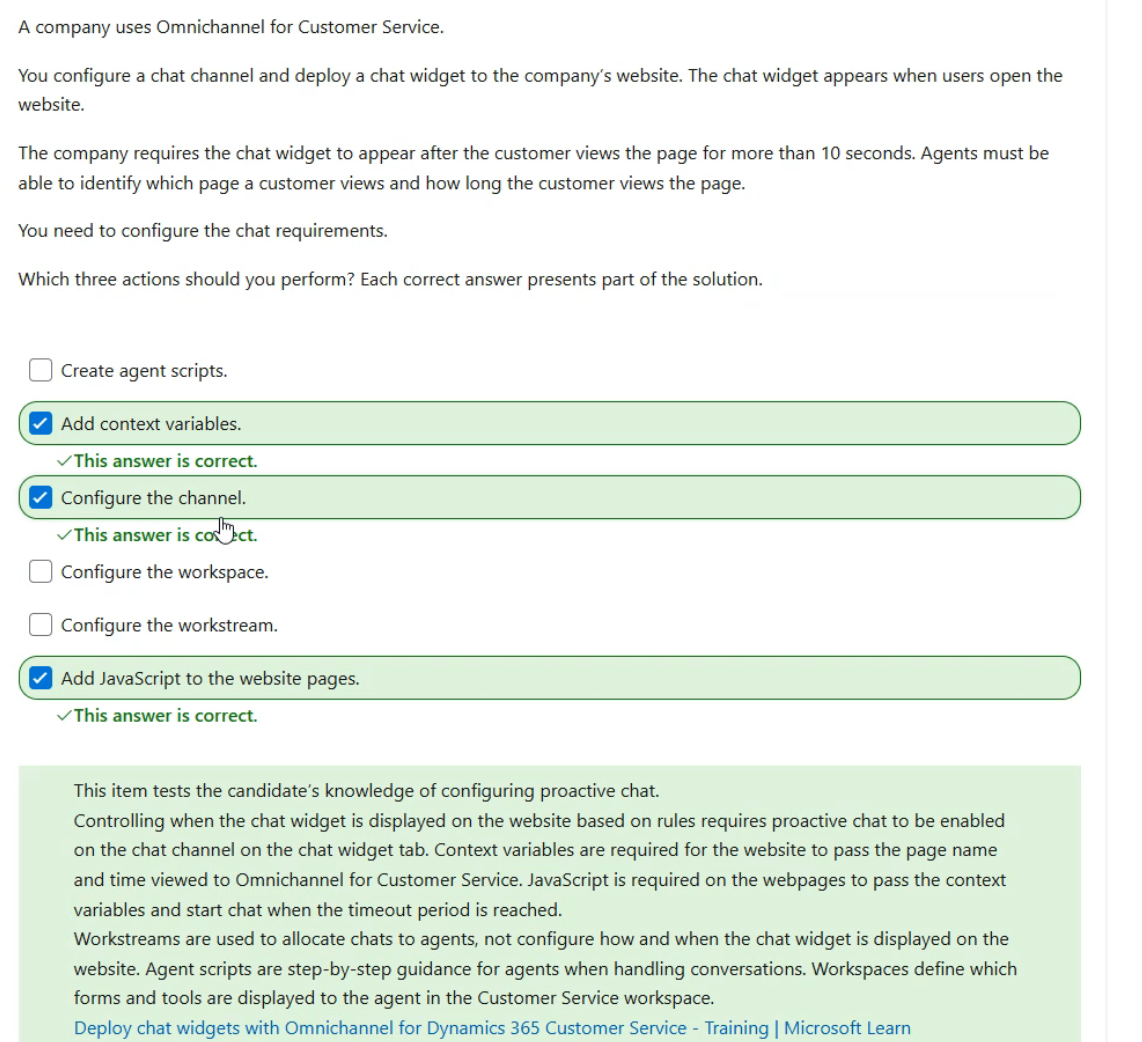 A company uses Omnichannel for Customer Service.
You configure a chat channel and deploy a chat widget to the company's website. The chat widget appears when users open the
website.
The company requires the chat widget to appear after the customer views the page for more than 10 seconds. Agents must be
able to identify which page a customer views and how long the customer views the page.
You need to configure the chat requirements.
Which three actions should you perform? Each correct answer presents part of the solution.
Create agent scripts.
Add context variables.
✓This answer is correct.
Configure the channel.
✓This answer is correct.
Configure the workspace.
Configure the workstream.
Add JavaScript to the website pages.
✓This answer is correct.
This item tests the candidate's knowledge of configuring proactive chat.
Controlling when the chat widget is displayed on the website based on rules requires proactive chat to be enabled
on the chat channel on the chat widget tab. Context variables are required for the website to pass the page name
and time viewed to Omnichannel for Customer Service. JavaScript is required on the webpages to pass the context
variables and start chat when the timeout period is reached.
Workstreams are used to allocate chats to agents, not configure how and when the chat widget is displayed on the
website. Agent scripts are step-by-step guidance for agents when handling conversations. Workspaces define which
forms and tools are displayed to the agent in the Customer Service workspace.
Deploy chat widgets with Omnichannel for Dynamics 365 Customer Service - Training | Microsoft Learn